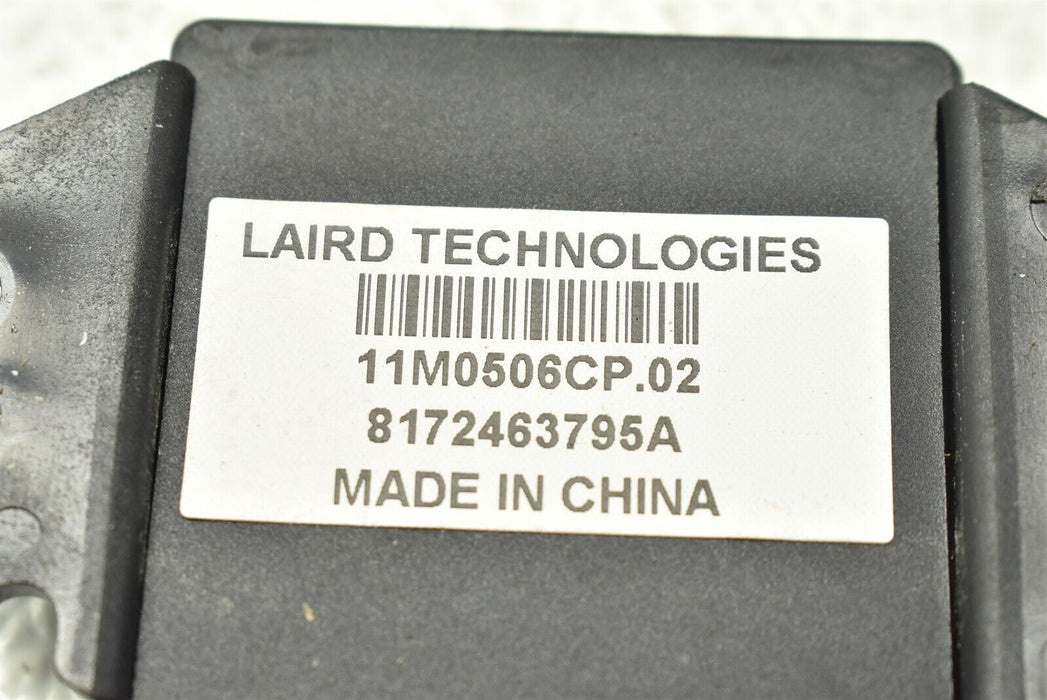 LAIRD TECHNOLOGIES
11M0506CP.02
8172463795A
MADE IN CHINA